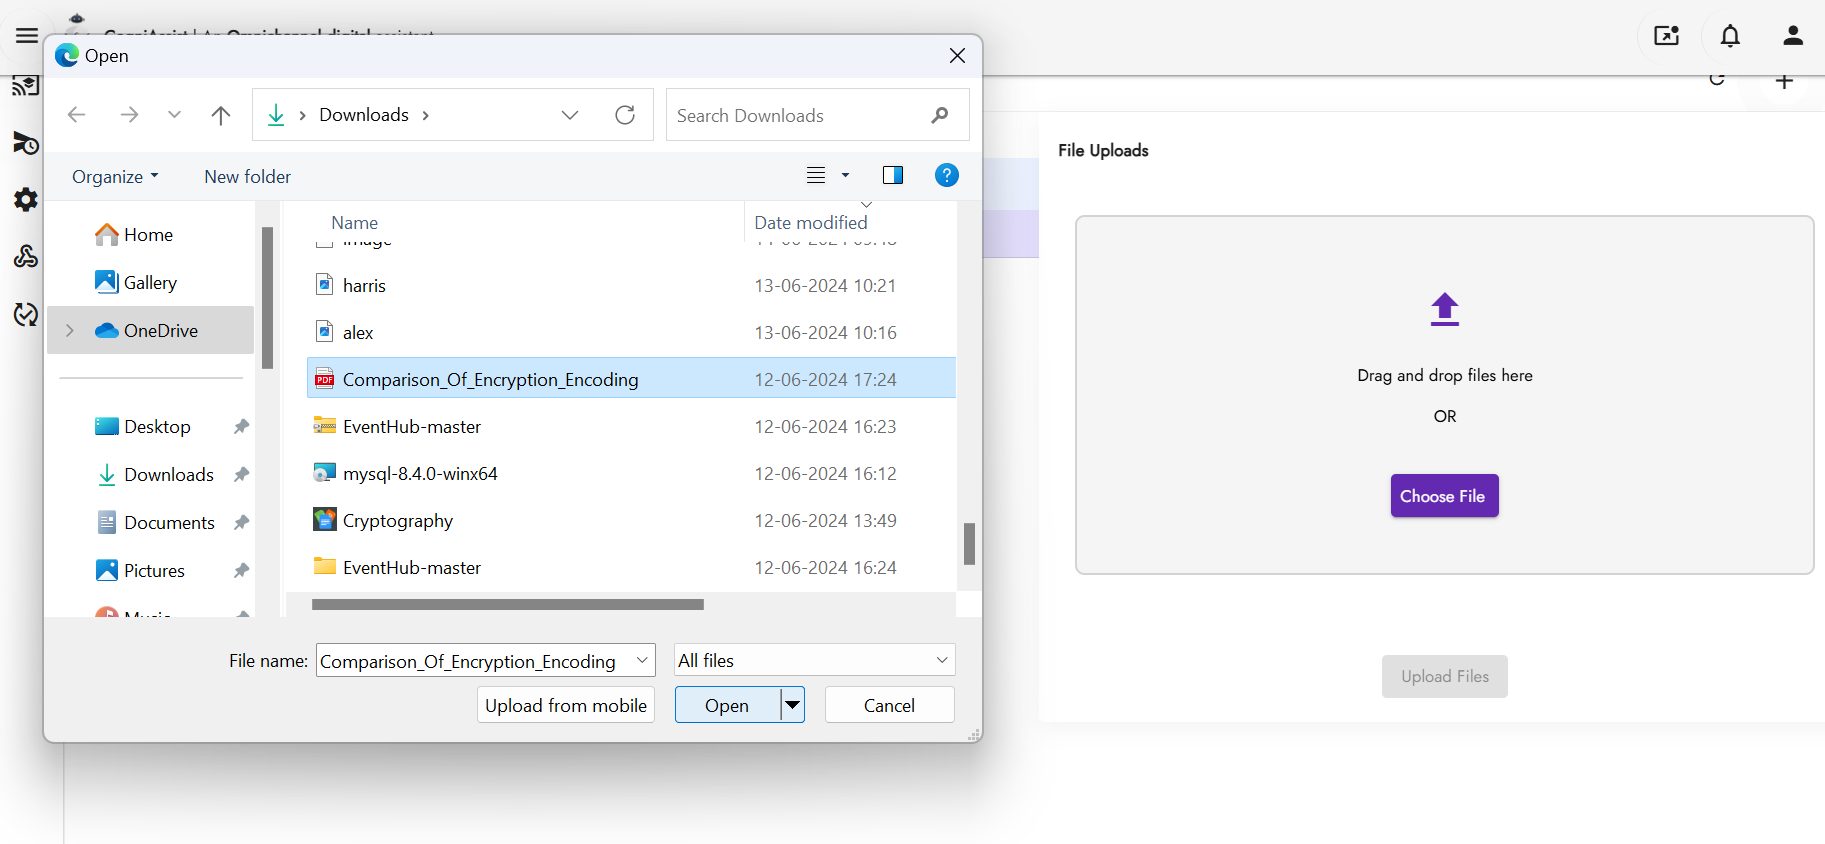 Open
Downloads
Search Downloads
Organize
New folder
Name
Date modified
Home
Gallery
OneDrive
Desktop
Downloads
Documents
Pictures
Music
image
harris 13-06-2024 10:21
alex 13-06-2024 10:16
Comparison_Of_Encryption_Encoding 12-06-2024 17:24
EventHub-master 12-06-2024 16:23
mysql-8.4.0-winx64 12-06-2024 16:12
Cryptography 12-06-2024 13:49
EventHub-master 12-06-2024 16:24
File name: Comparison_Of_Encryption_Encoding
All files
Upload from mobile
Open
Cancel
File Uploads
Drag and drop files here
OR
Choose File
Upload Files